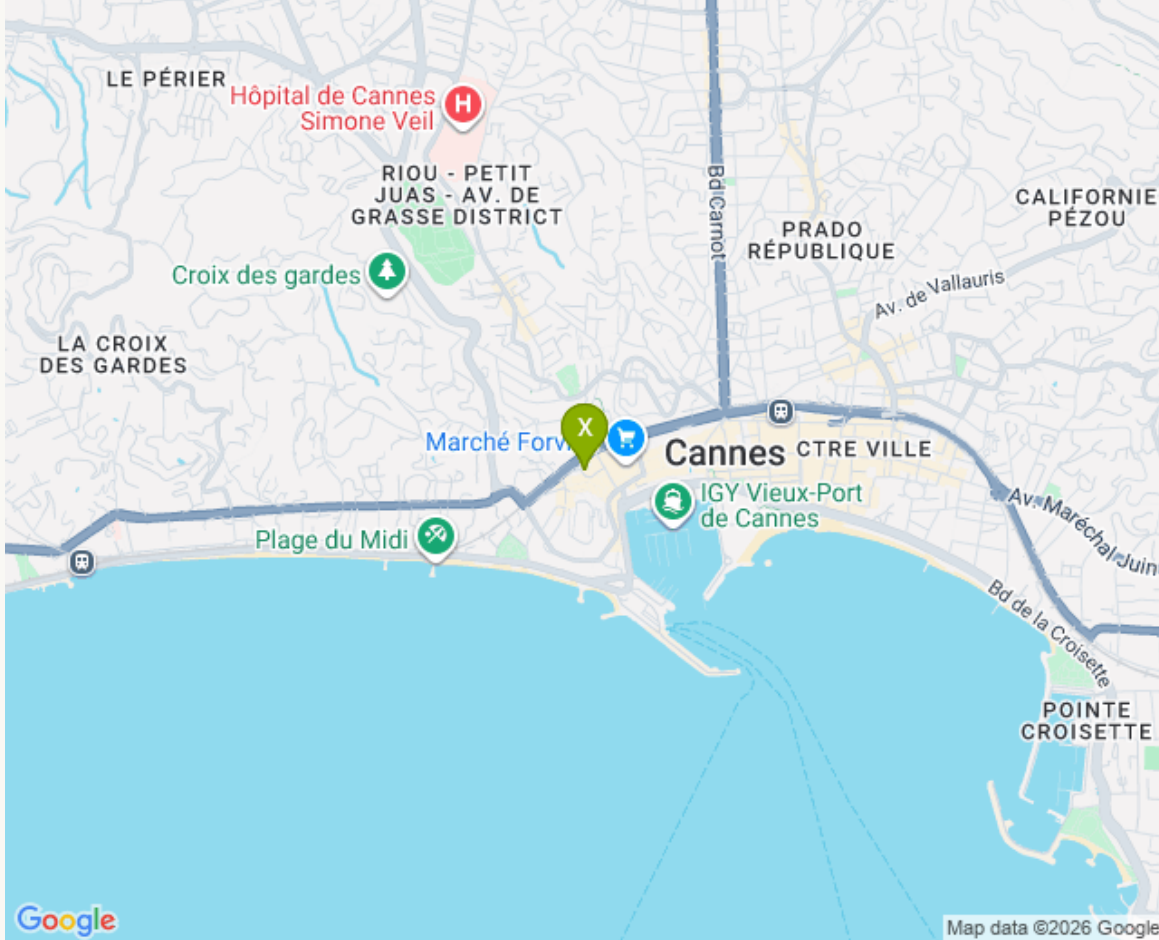 LE PÉRIER
Hôpital de Cannes
Simone Veil
H
RIOU - PETIT
JUAS - AV. DE
GRASSE DISTRICT
Bd Carnot
CALIFORNIE
PÉZOU
PRADO
RÉPUBLIQUE
Croix des gardes
Av. de Vallauris
LA CROIX
DES GARDES
X
Marché Forvi
Cannes
CTRE VILLE
IGY Vieux-Port
de Cannes
Av. Maréchal Juin
Plage du Midi
Bd de la Croisette
POINTE
CROISETTE
Google
Map data ©2026 Google